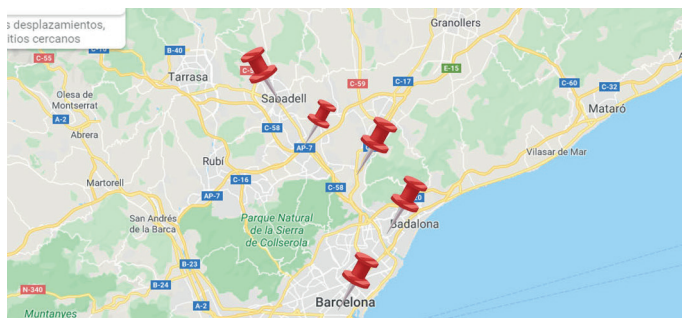 s desplazamientos,
itios cercanos
Granollers
C-55
B-40
E-15
Tarrasa
C-59
C-17
C-60
C-32
Olesa de
Montserrat
Sabadell
Mataró
A-2
C-58
Abrera
AP-7
Vilasar de Mar
Rubí
Martorell
C-16
C-58
AP-7
20
San Andrés
de la Barca
Parque Natural
de la Sierra
de Collserola
Badalona
B-23
N-340
B-24
Barcelona
A-2
Muntanyes